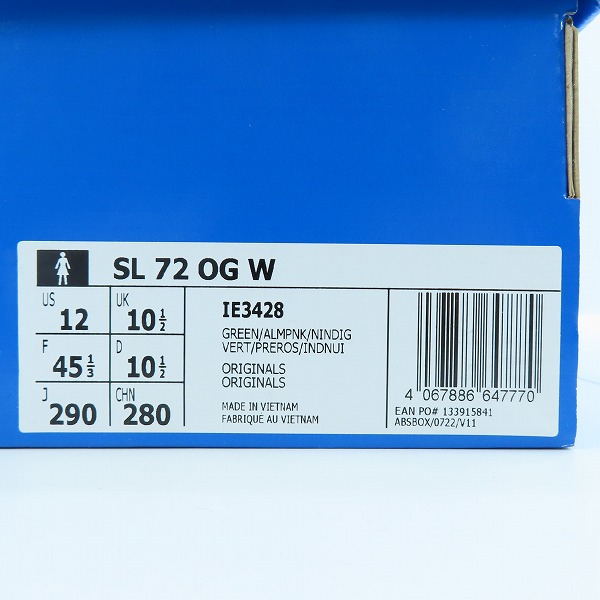 SL 72 OG W
US 12 UK 10 1/2
F 45 1/3 D 10 1/2
J 290 CHN 280
IE3428
GREEN/ALMPNK/NINDIG
VERT/PREROS/INDNUI
ORIGINALS
ORIGINALS
MADE IN VIETNAM
FABRIQUÉ AU VIETNAM
4 067886 647770
EAN PO# 133915841
ABSBOX/0722/V11